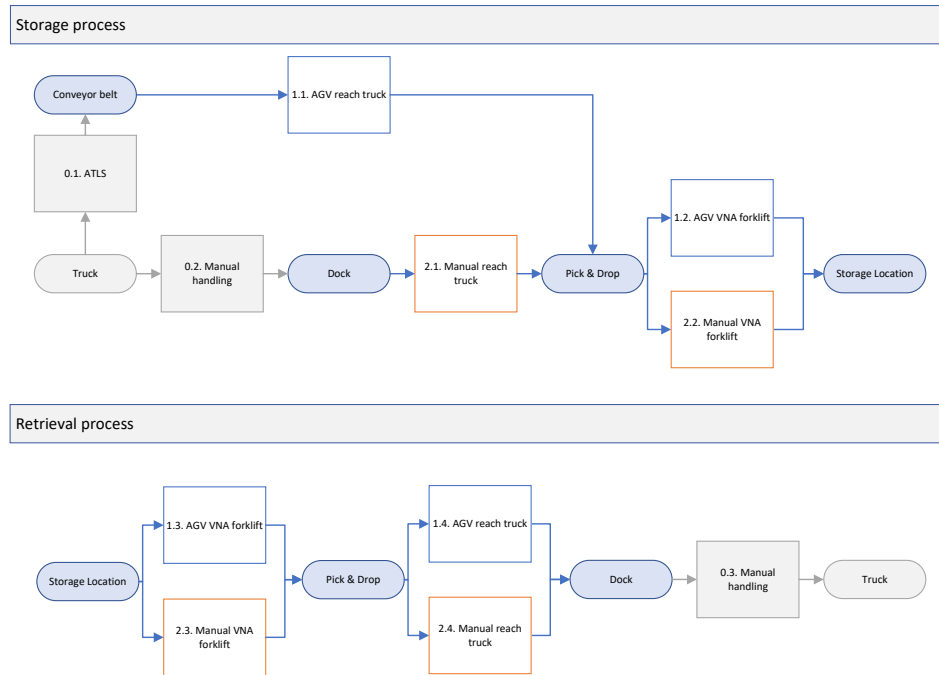 Storage process
Conveyor belt
1.1. AGV reach truck
0.1. ATLS
1.2. AGV VNA forklift
Truck
0.2. Manual
handling
Dock
2.1. Manual reach
truck
Pick & Drop
Storage Location
2.2. Manual VNA
forklift
Retrieval process
1.3. AGV VNA forklift
1.4. AGV reach truck
Storage Location
Pick & Drop
Dock
0.3. Manual
handling
Truck
2.3. Manual VNA
forklift
2.4. Manual reach
truck